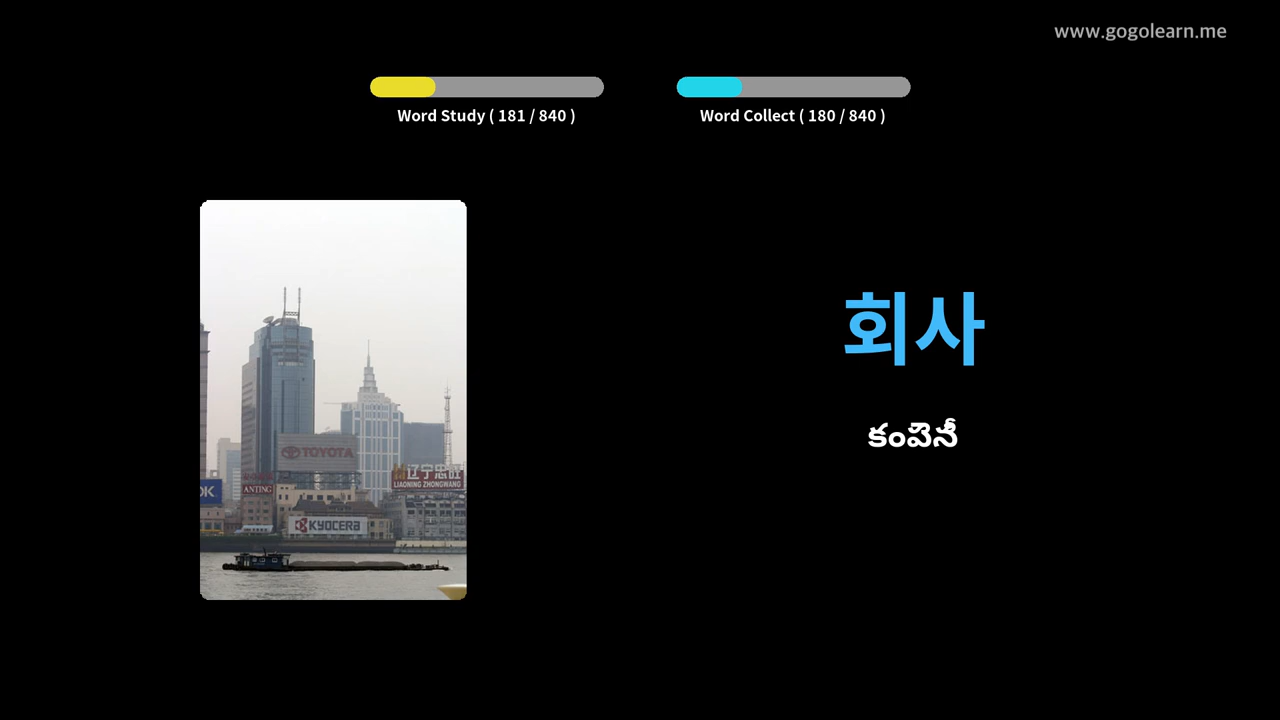 www.gogolearn.me
Word Study ( 181 / 840 )
Word Collect ( 180 / 840 )
회사
కంపెనీ
TOYOTA
辽宁忠旺
LIAONING ZHONGWANG
ANTING
KYOCERA